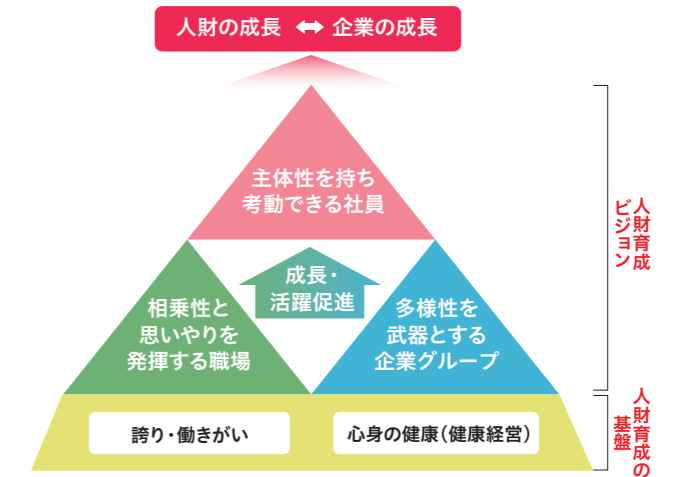 人財の成長 ⇔ 企業の成長
主体性を持ち
考動できる社員
成長・
活躍促進
相乗性と
思いやりを
発揮する職場
多様性を
武器とする
企業グループ
人財育成
ビジョン
誇り・働きがい
心身の健康（健康経営）
人財育成の
基盤